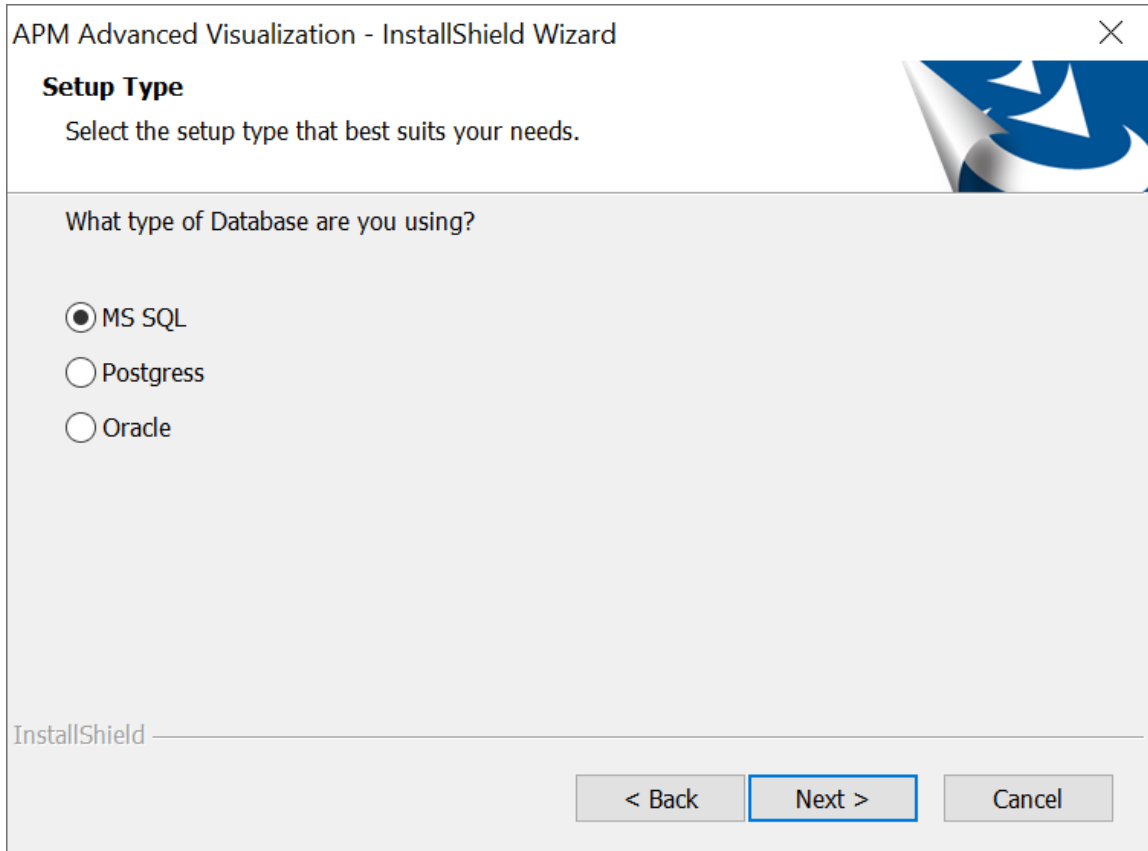 APM Advanced Visualization - InstallShield Wizard
Setup Type
Select the setup type that best suits your needs.
What type of Database are you using?
MS SQL
Postgress
Oracle
InstallShield
< Back
Next >
Cancel